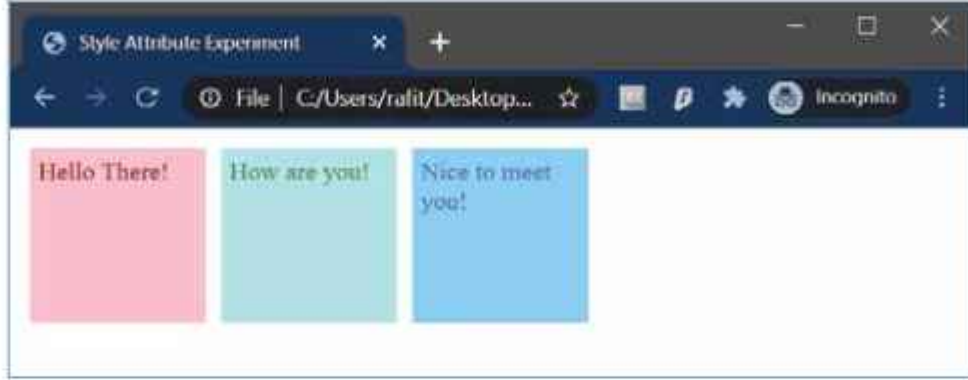 Style Attribute Experiment
File | C:/Users/rafit/Desktop...
Incognito
Hello There!
How are you!
Nice to meet
you!